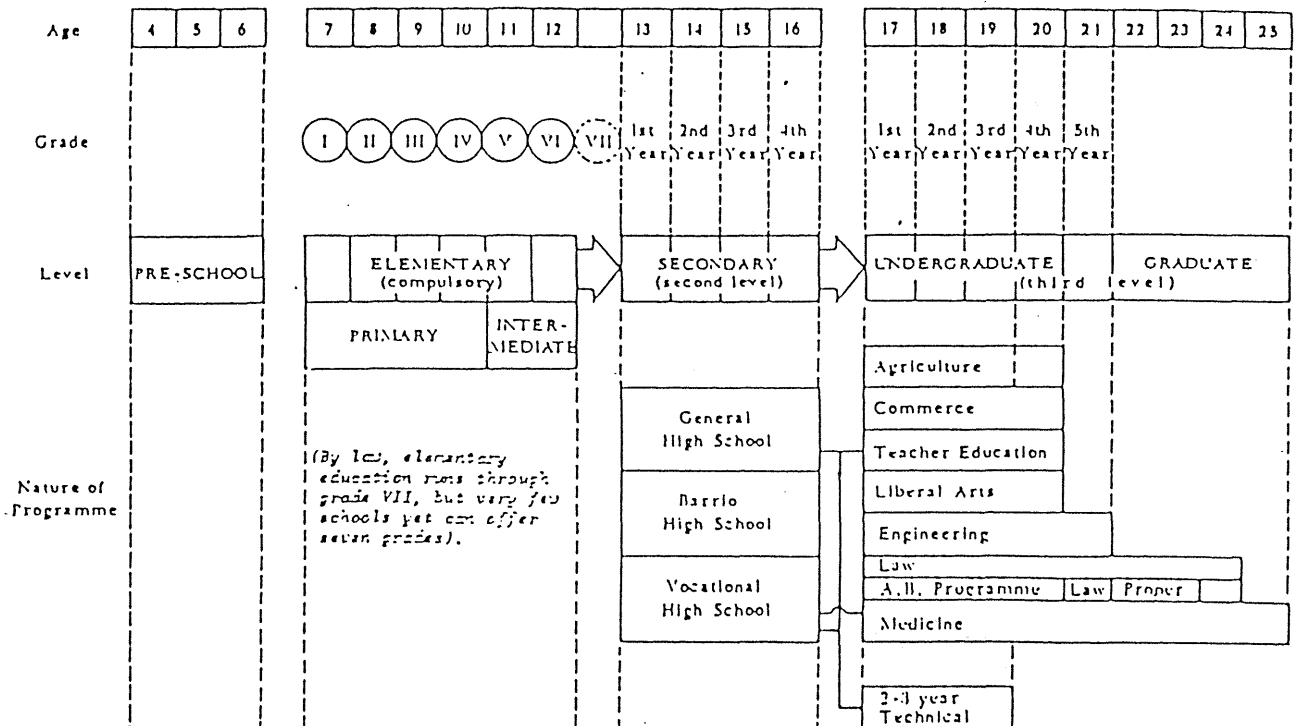 Age 4 5 6 7 8 9 10 11 12 13 14 15 16 17 18 19 20 21 22 23 24 25
Grade I II III IV V VI VII 1st Year 2nd Year 3rd Year 4th Year 1st Year 2nd Year 3rd Year 4th Year 5th Year
Level PRE-SCHOOL
ELEMENTARY
(compulsory)
SECONDARY
(second level)
UNDERGRADUATE GRADUATE
(third level)
PRIMARY
INTER-
MEDIATE
Nature of
Programme
(By law, elementary
education runs through
grade VII, but very few
schools yet can offer
seven grades).
General
High School
Barrio
High School
Vocational
High School
Agriculture
Commerce
Teacher Education
Liberal Arts
Engineering
Law
A.B. Programme Law Proper
Medicine
2-3 year
Technical